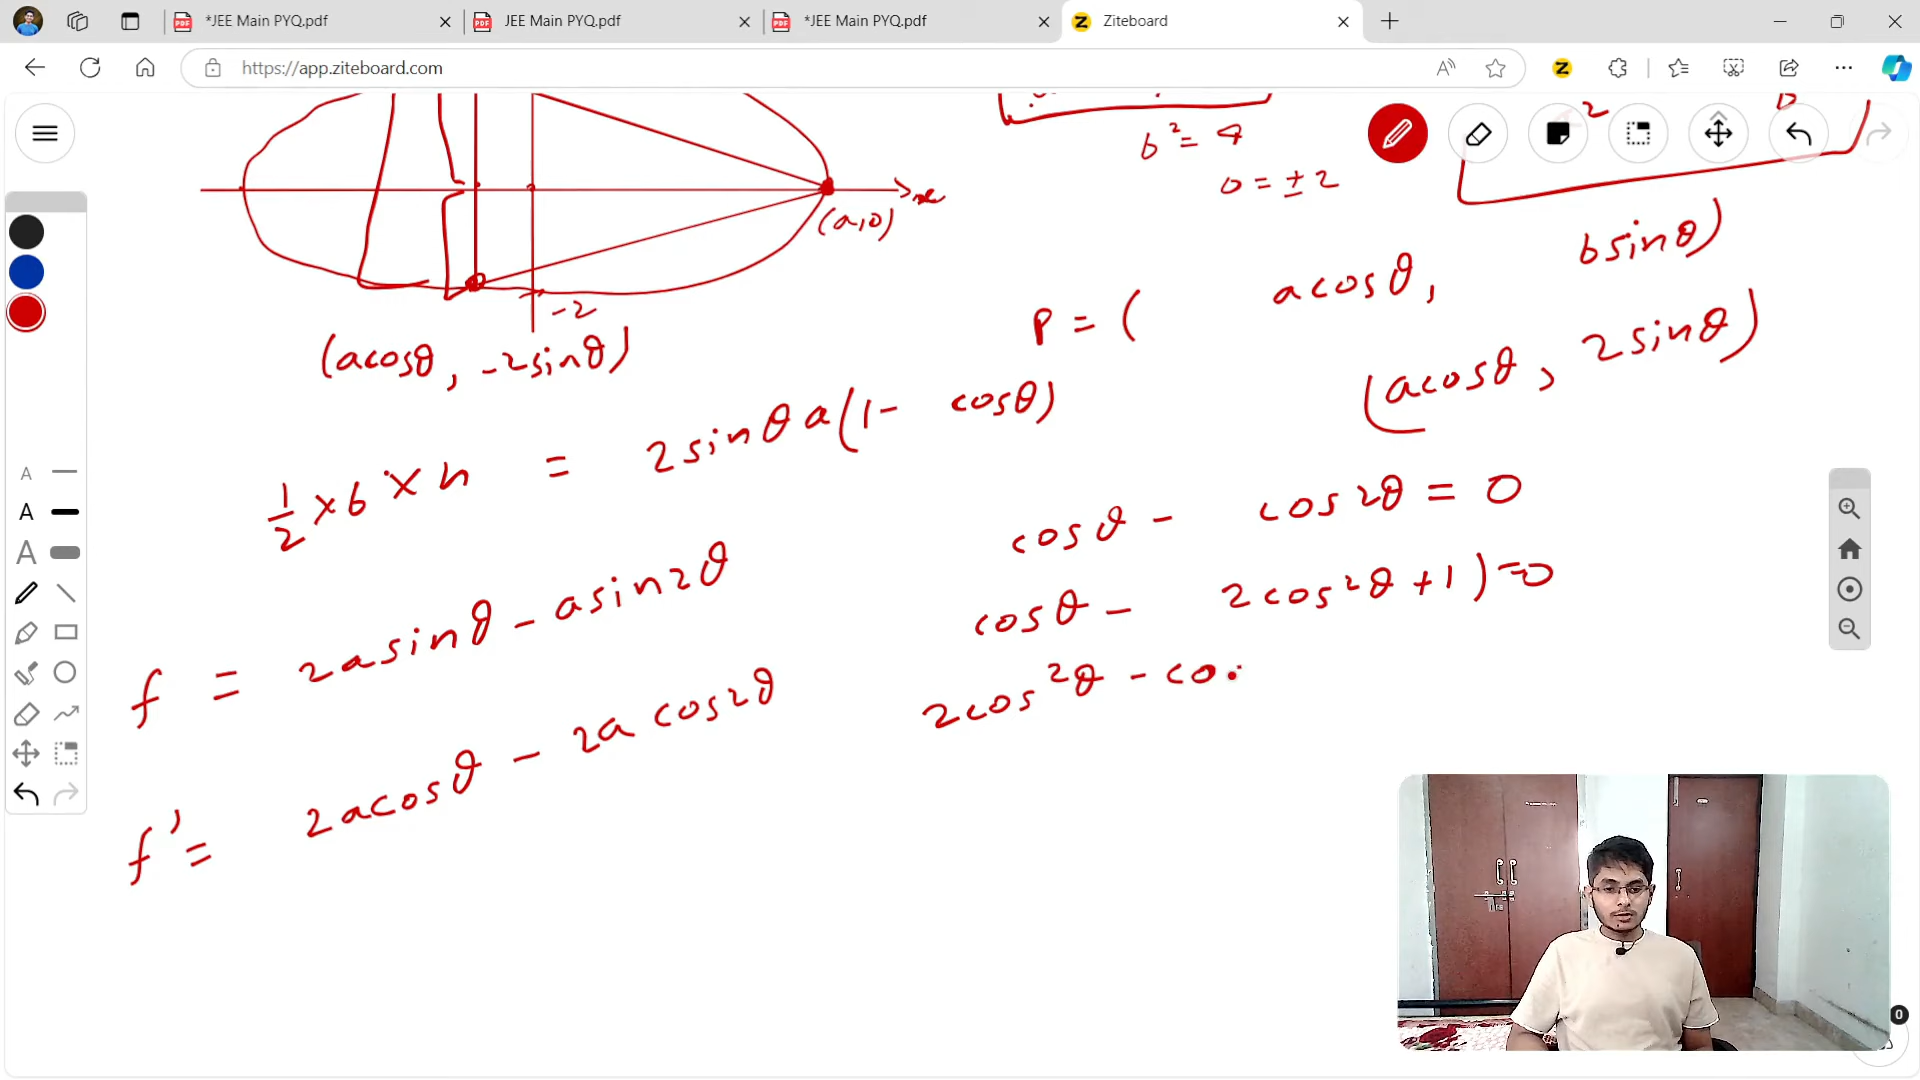 *JEE Main PYQ.pdf
JEE Main PYQ.pdf
*JEE Main PYQ.pdf
Ziteboard
https://app.ziteboard.com
b² = 4
b = ±2
x
(a,0)
-2
(acosθ, -2sinθ)
P = ( acosθ, bsinθ)
(acosθ, 2sinθ)
1/2 × b × h = 2sinθ a(1- cosθ)
f = 2asinθ - asin2θ
f' = 2acosθ - 2a cos2θ
cosθ - cos2θ = 0
cosθ - 2cos²θ +1) = 0
2cos²θ - co
A
A
A
0